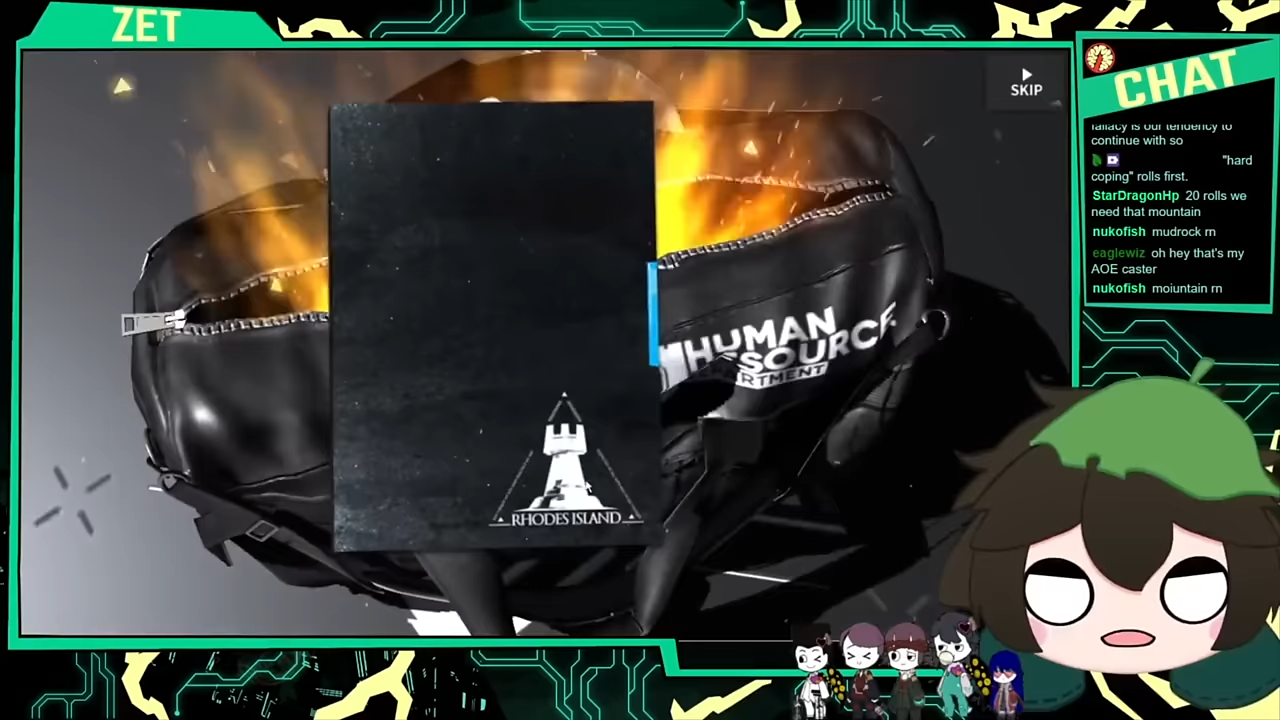 ZET
SKIP
HUMAN
RESOURCE
RHODES ISLAND
CHAT
fallacy is our tendency to
continue with so
"hard
coping" rolls first.
StarDragonHp 20 rolls we
need that mountain
nukofish mudrock rn
eaglewiz oh hey that's my
AOE caster
nukofish moiuntain rn